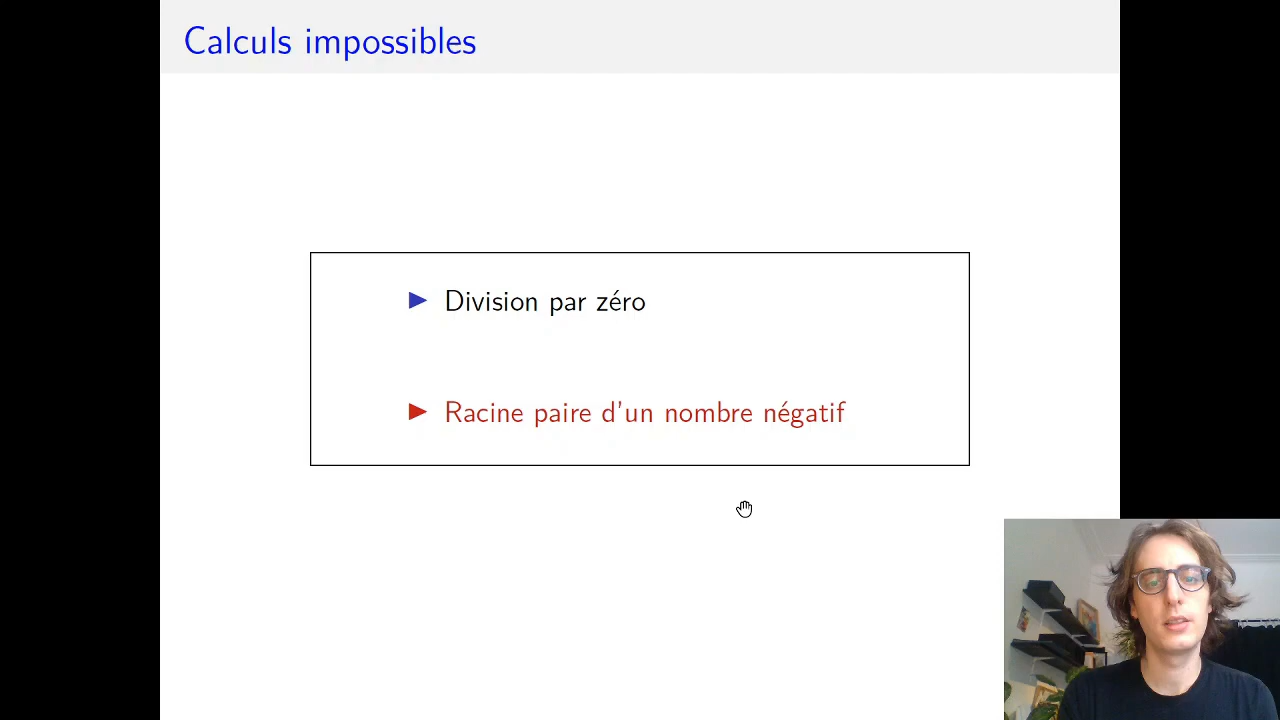 Calculs impossibles
Division par zéro
Racine paire d'un nombre négatif